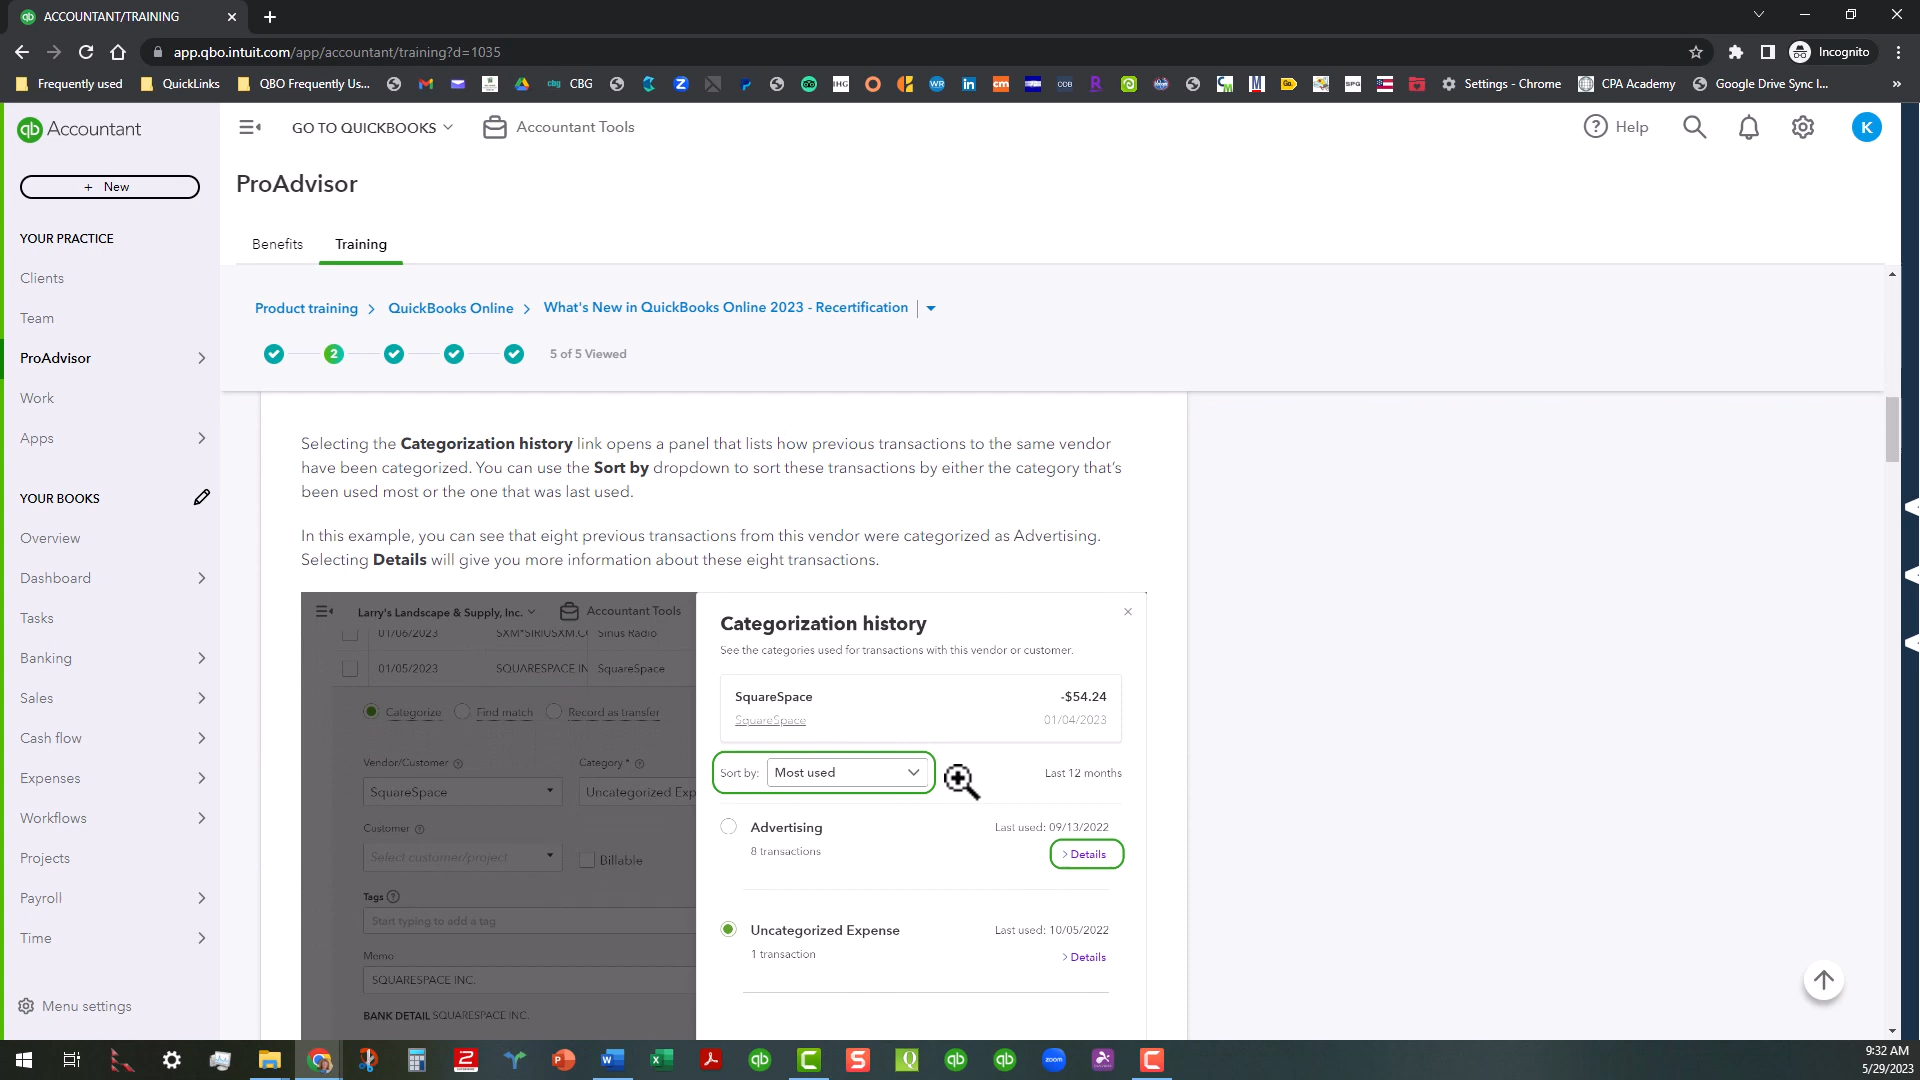 ACCOUNTANT/TRAINING
app.qbo.intuit.com/app/accountant/training?d=1035
Incognito
Frequently used
QuickLinks
QBO Frequently Us...
CBG
Settings - Chrome
CPA Academy
Google Drive Sync I...
qb Accountant
GO TO QUICKBOOKS
Accountant Tools
Help
K
+ New
ProAdvisor
YOUR PRACTICE
Benefits
Training
Clients
Product training > QuickBooks Online > What's New in QuickBooks Online 2023 - Recertification
Team
2
5 of 5 Viewed
ProAdvisor
Work
Apps
YOUR BOOKS
Overview
Dashboard
Tasks
Banking
Sales
Cash flow
Expenses
Workflows
Projects
Payroll
Time
Menu settings
Selecting the Categorization history link opens a panel that lists how previous transactions to the same vendor
have been categorized. You can use the Sort by dropdown to sort these transactions by either the category that's
been used most or the one that was last used.
In this example, you can see that eight previous transactions from this vendor were categorized as Advertising.
Selecting Details will give you more information about these eight transactions.
Larry's Landscape & Supply, Inc.
Accountant Tools
01/06/2023 Sirius Radio
01/05/2023 SQUARESPACE IN SquareSpace
Categorize Find match Record as transfer
Vendor/Customer
Category *
SquareSpace
Uncategorized Exp
Customer
Select customer/project
Billable
Tags
Start typing to add a tag
Memo
SQUARESPACE INC.
BANK DETAIL SQUARESPACE INC.
Categorization history
See the categories used for transactions with this vendor or customer.
SquareSpace -$54.24
SquareSpace 01/04/2023
Sort by: Most used
Last 12 months
Advertising
Last used: 09/13/2022
8 transactions
> Details
Uncategorized Expense
Last used: 10/05/2022
1 transaction
> Details
9:32 AM
5/29/2023